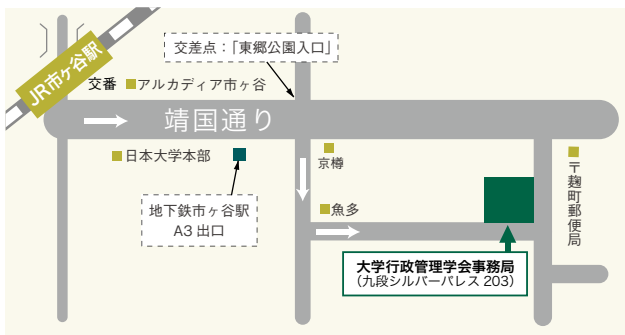 交差点：「東郷公園入口」
JR市ヶ谷駅
交番
アルカディア市ヶ谷
靖国通り
日本大学本部
京樽
地下鉄市ヶ谷駅
A3 出口
魚多
〒麹町郵便局
大学行政管理学会事務局
（九段シルバーパレス 203）